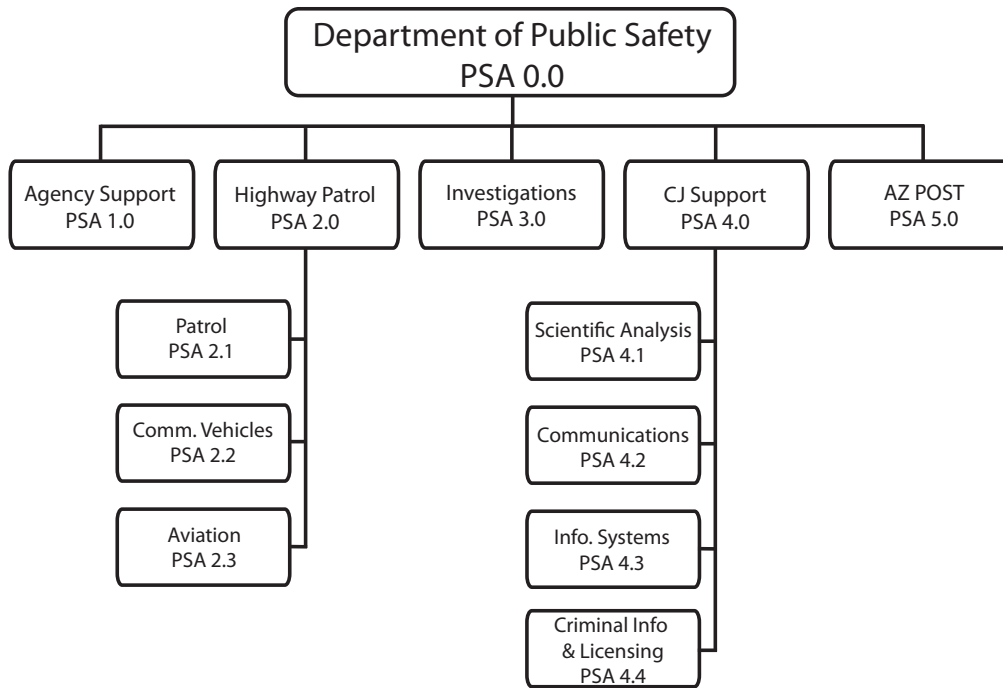 Department of Public Safety
PSA 0.0
Agency Support
PSA 1.0
Highway Patrol
PSA 2.0
Investigations
PSA 3.0
CJ Support
PSA 4.0
AZ POST
PSA 5.0
Patrol
PSA 2.1
Comm. Vehicles
PSA 2.2
Aviation
PSA 2.3
Scientific Analysis
PSA 4.1
Communications
PSA 4.2
Info. Systems
PSA 4.3
Criminal Info
& Licensing
PSA 4.4